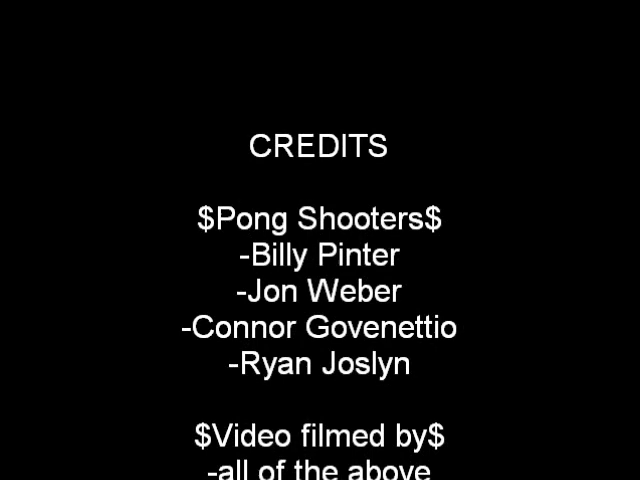 CREDITS
$Pong Shooters$
-Billy Pinter
-Jon Weber
-Connor Govenettio
-Ryan Joslyn
$Video filmed by$
-all of the above